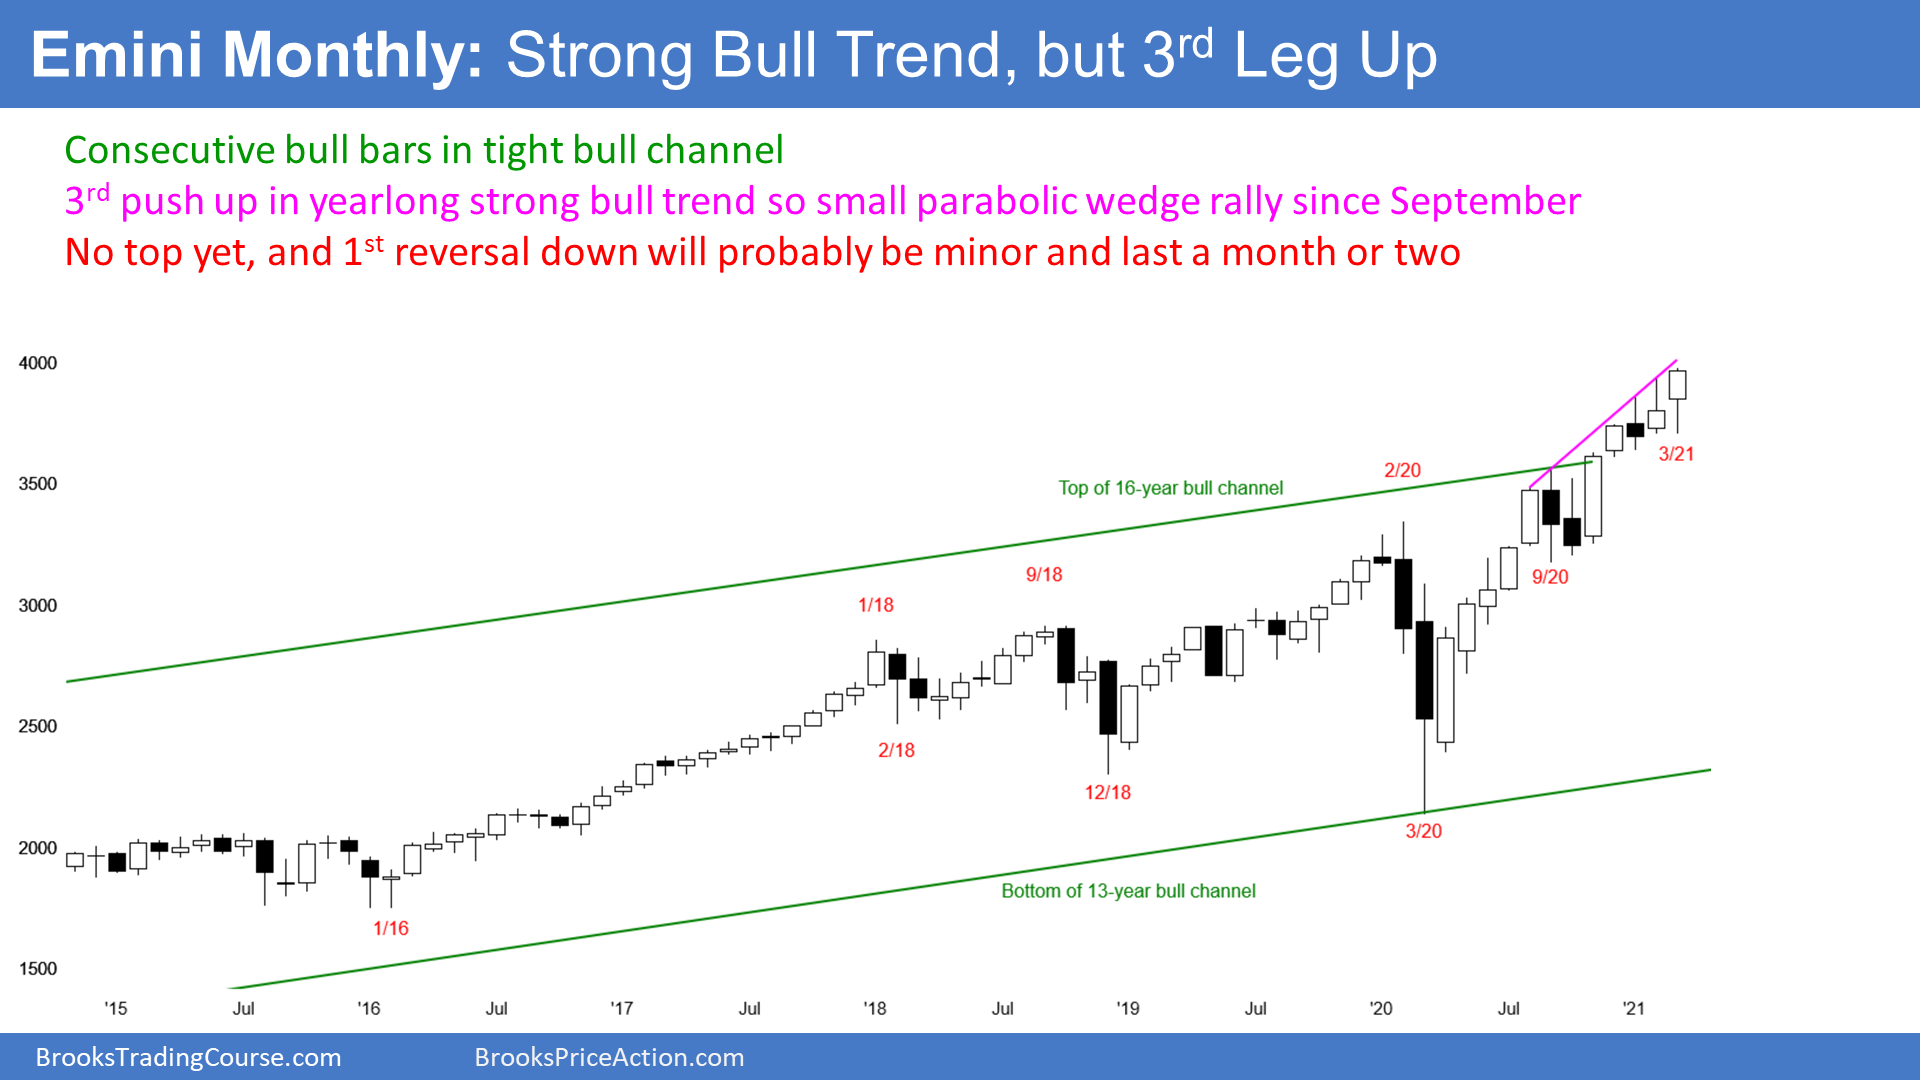 Emini Monthly: Strong Bull Trend, but 3rd Leg Up
Consecutive bull bars in tight bull channel
3rd push up in yearlong strong bull trend so small parabolic wedge rally since September
No top yet, and 1st reversal down will probably be minor and last a month or two
4000
3500
3000
2500
2000
1500
Top of 16-year bull channel
2/20
3/21
9/18
9/20
1/18
2/18
12/18
3/20
Bottom of 13-year bull channel
1/16
'15 Jul '16 Jul '17 Jul '18 Jul '19 Jul '20 Jul '21
BrooksTradingCourse.com BrooksPriceAction.com